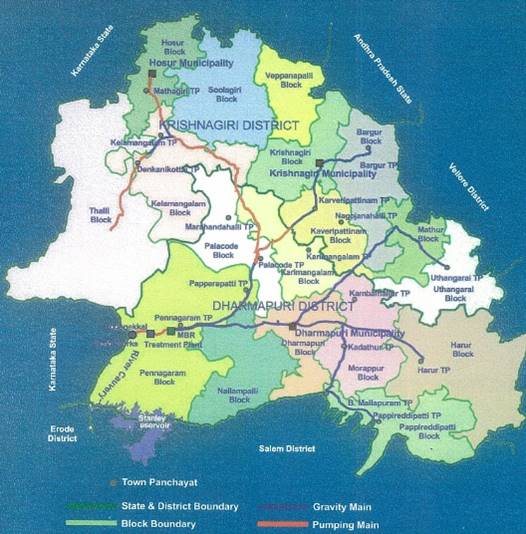 Karnataka State
Hosur
Block
Hosur Municipality
Mathagiri TP
Soolagiri
Block
Veppanapalli
Block
Andhra Pradesh State
KRISHNAGIRI DISTRICT
Kelamangalam TP
Denkanikottai TP
Krishnagiri
Block
Krishnagiri Municipality
Bargur
Block
Bargur TP
Vellore District
Thalli
Block
Kelamangalam
Block
Marahandahalli TP
Palacode
Block
Karveripattinam TP
Nagojanahalli TP
Kaveripattinam
Block
Mathur
Block
Karimangalam TP
Palacode TP
Karimangalam
Block
Uthangarai TP
Uthangarai
Block
Papparapatti TP
DHARMAPURI DISTRICT
Kambainallur TP
Pennagaram TP
MBR
Treatment Plant
Dharmapuri Municipality
Dharmapuri
Block
Kadathur TP
Harur
Block
Harur TP
Morappur
Block
Karnataka State
River Cauvery
Pennagaram
Block
Nallampalli
Block
B. Mallapuram TP
Pappireddipatti TP
Pappireddipatti
Block
Stanley
eservoir
Erode
District
Salem District
Town Panchayat
State & District Boundary
Gravity Main
Block Boundary
Pumping Main